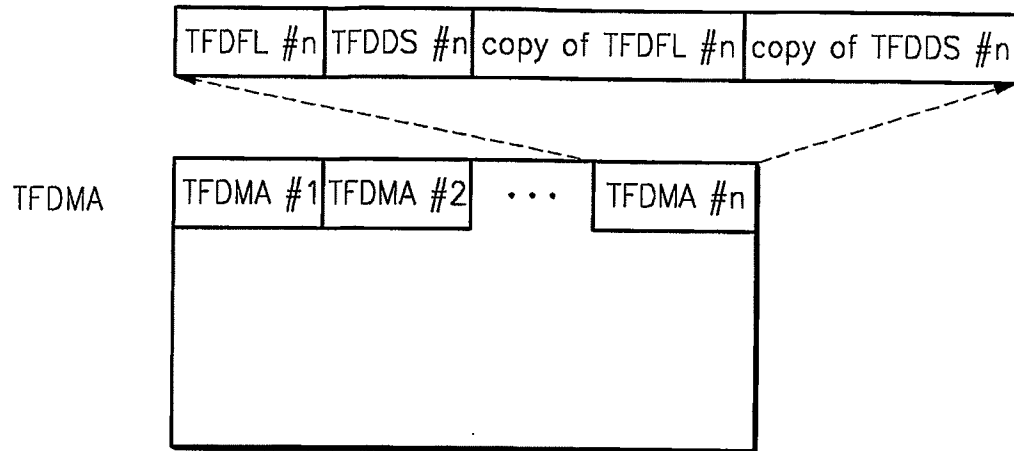 TFDFL #n TFDDS #n copy of TFDFL #n copy of TFDDS #n
TFDMA TFDMA #1 TFDMA #2 ... TFDMA #n